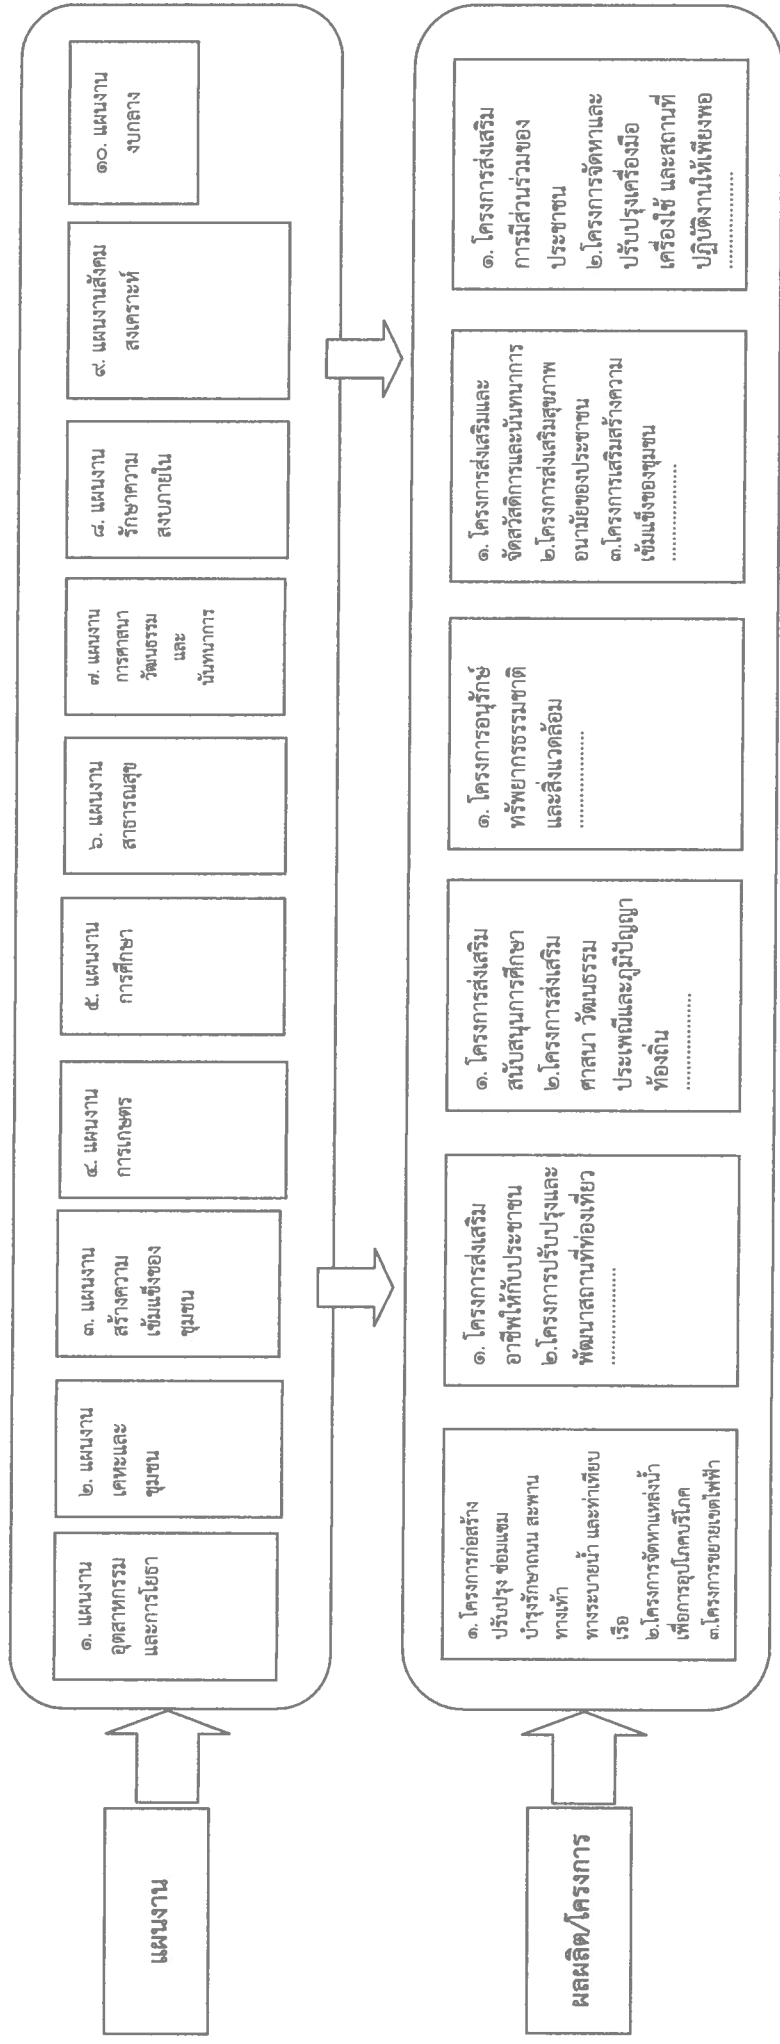 แผนงาน
๑. แผนงาน
อุตสาหกรรม
และการโยธา
๒. แผนงาน
เคหะและ
ชุมชน
๓. แผนงาน
สร้างความ
เข้มแข็งของ
ชุมชน
๔. แผนงาน
การเกษตร
๕. แผนงาน
การศึกษา
๖. แผนงาน
สาธารณสุข
๗. แผนงาน
การศาสนา
วัฒนธรรม
และ
นันทนาการ
๘. แผนงาน
รักษาความ
สงบภายใน
๙. แผนงานสังคม
สงเคราะห์
๑๐. แผนงาน
งบกลาง
ผลผลิต/โครงการ
๑. โครงการก่อสร้าง
ปรับปรุง ซ่อมแซม
บำรุงรักษาถนน สะพาน
ทางเท้า
ทางระบายน้ำ และท่าเทียบ
เรือ
๒.โครงการจัดหาแหล่งน้ำ
เพื่อการอุปโภคบริโภค
๓.โครงการขยายเขตไฟฟ้า
๑. โครงการส่งเสริม
อาชีพให้กับประชาชน
๒.โครงการปรับปรุงและ
พัฒนาสถานที่ท่องเที่ยว
......................
๑. โครงการส่งเสริม
สนับสนุนการศึกษา
๒.โครงการส่งเสริม
ศาสนา วัฒนธรรม
ประเพณีและภูมิปัญญา
ท้องถิ่น
......................
๑. โครงการอนุรักษ์
ทรัพยากรธรรมชาติ
และสิ่งแวดล้อม
......................
๑. โครงการส่งเสริมและ
จัดสวัสดิการและนันทนาการ
๒.โครงการส่งเสริมสุขภาพ
อนามัยของประชาชน
๓.โครงการเสริมสร้างความ
เข้มแข็งของชุมชน
......................
๑. โครงการส่งเสริม
การมีส่วนร่วมของ
ประชาชน
๒.โครงการจัดหาและ
ปรับปรุงเครื่องมือ
เครื่องใช้ และสถานที่
ปฏิบัติงานให้เพียงพอ
......................